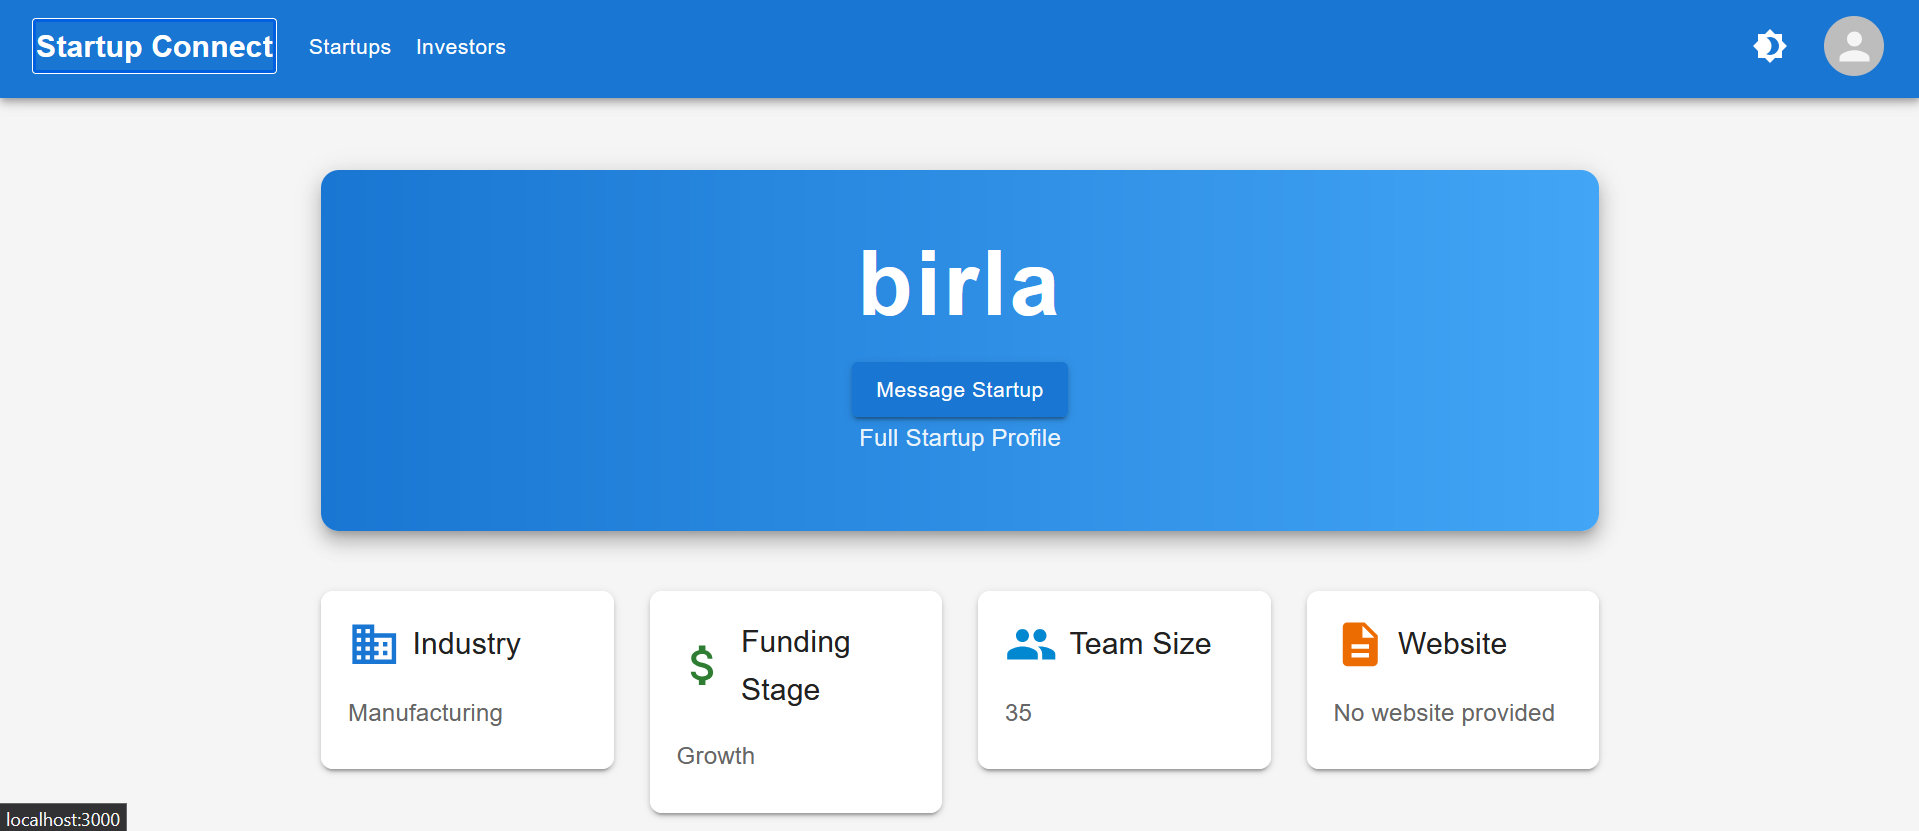 Startup Connect
Startups
Investors
birla
Message Startup
Full Startup Profile
Industry
Manufacturing
$
Funding
Stage
Growth
Team Size
35
Website
No website provided
localhost:3000